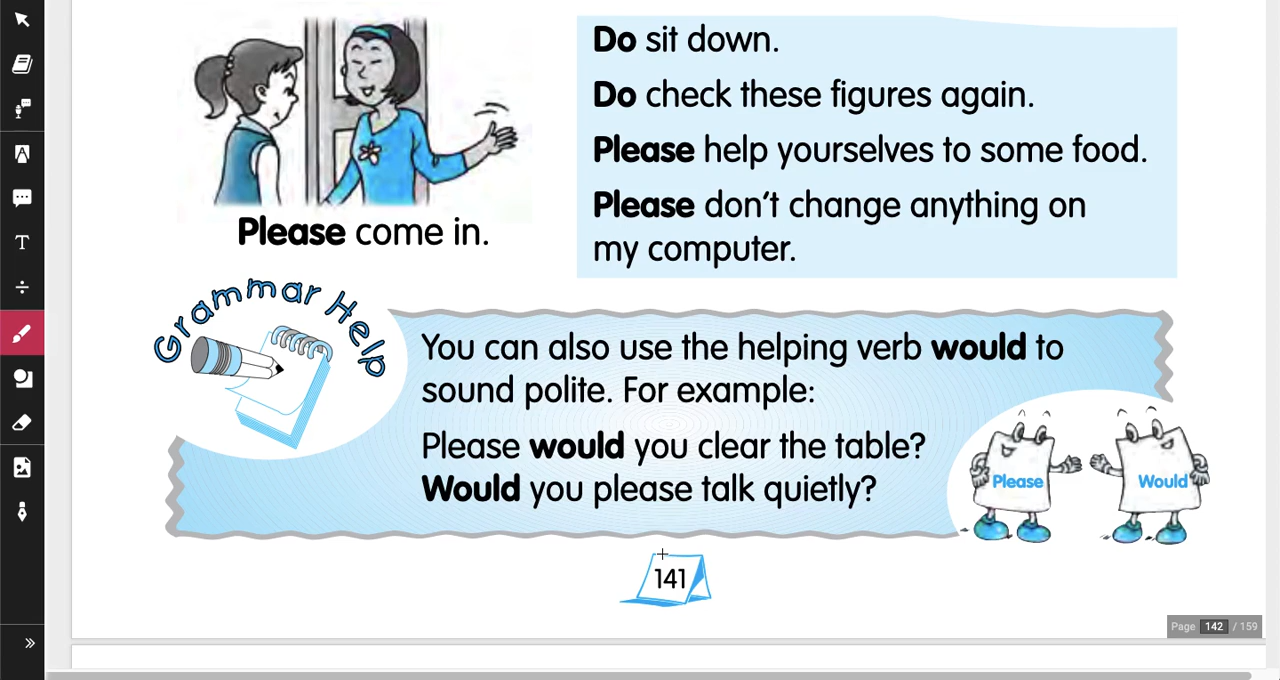 Do sit down.
Do check these figures again.
Please help yourselves to some food.
Please don't change anything on
my computer.
Please come in.
Grammar Help
You can also use the helping verb would to
sound polite. For example:
Please would you clear the table?
Would you please talk quietly?
Please
Would
141
Page 142 / 159